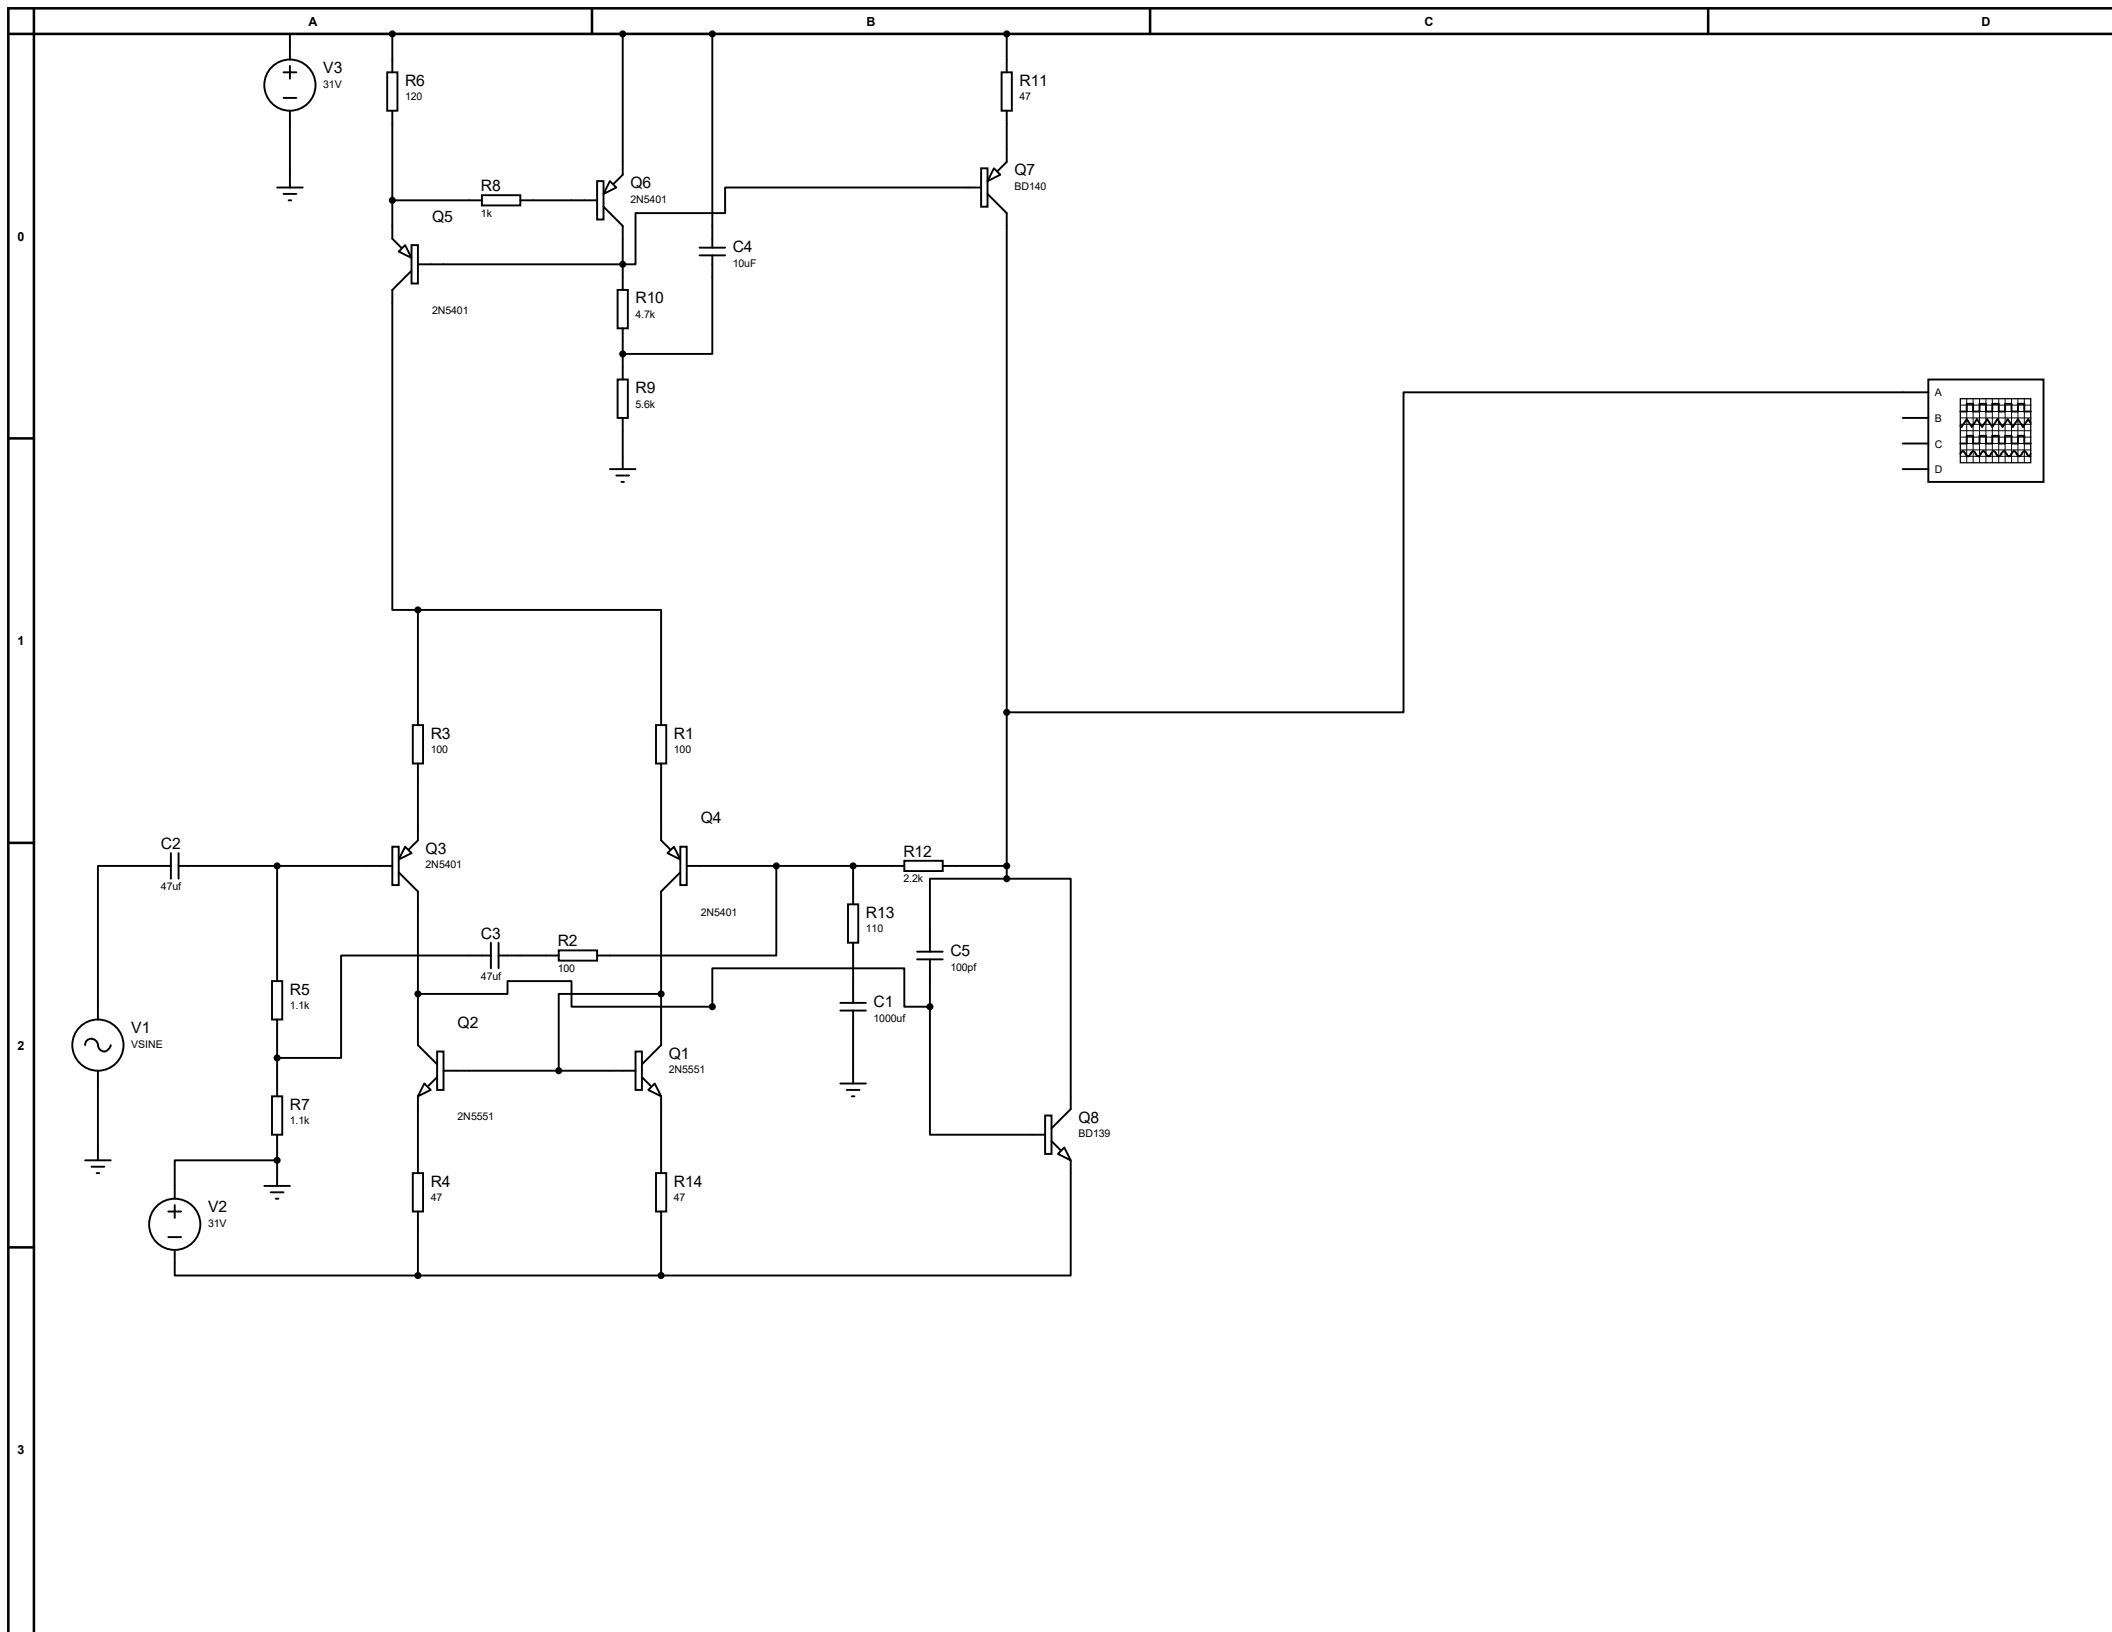 A
B
C
D
0
1
2
3
V3
31V
R6
120
R11
47
Q7
BD140
R8
1k
Q6
2N5401
Q5
2N5401
C4
10uF
R10
4.7k
R9
5.6k
A
B
C
D
R3
100
R1
100
Q4
2N5401
C2
47uf
Q3
2N5401
R12
2.2k
R13
110
C3
47uf
R2
100
C5
100pf
R5
1.1k
C1
1000uf
V1
VSINE
Q2
2N5551
Q1
2N5551
R7
1.1k
Q8
BD139
R4
47
R14
47
V2
31V